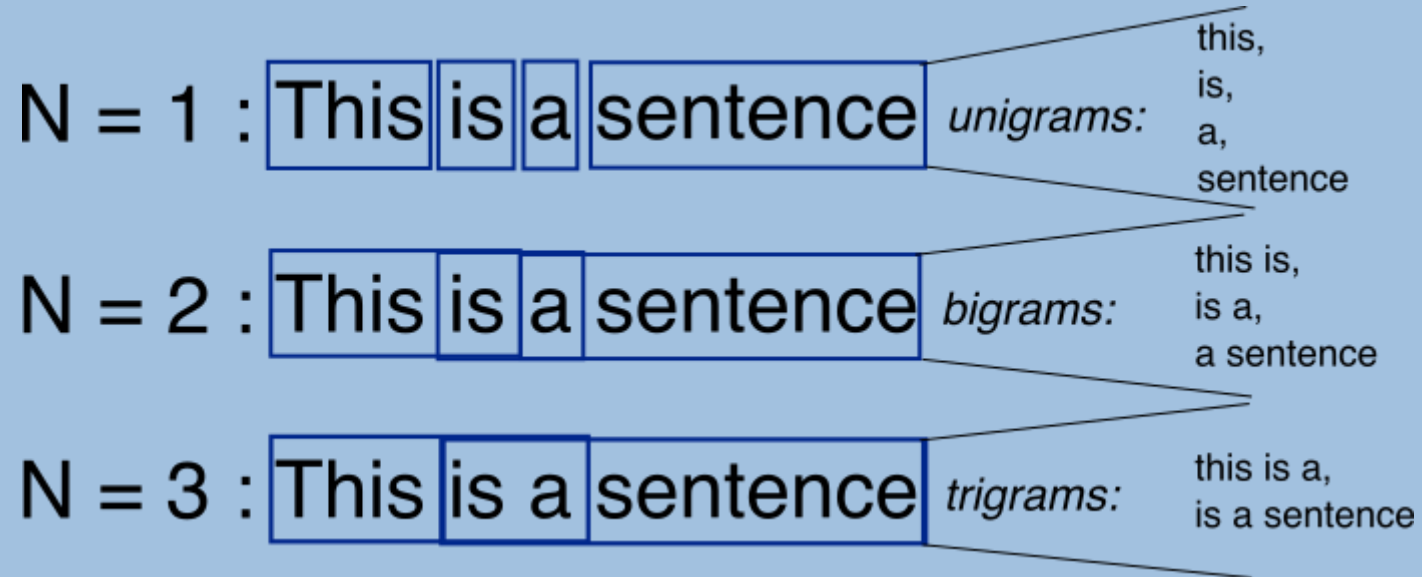 N = 1 : This is a sentence unigrams:
this,
is,
a,
sentence
N = 2 : This is a sentence bigrams:
this is,
is a,
a sentence
N = 3 : This is a sentence trigrams:
this is a,
is a sentence